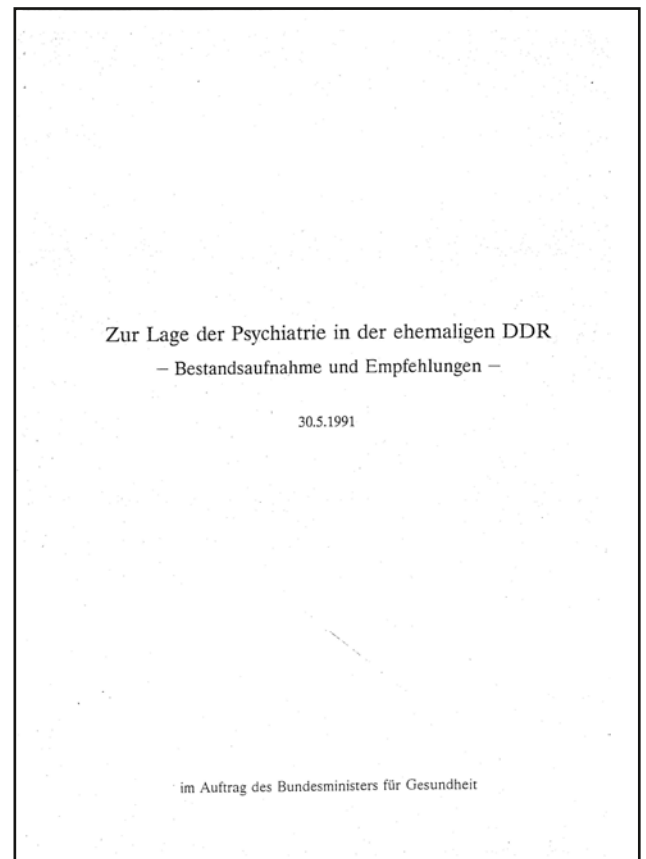 Zur Lage der Psychiatrie in der ehemaligen DDR
– Bestandsaufnahme und Empfehlungen –
30.5.1991
im Auftrag des Bundesministers für Gesundheit